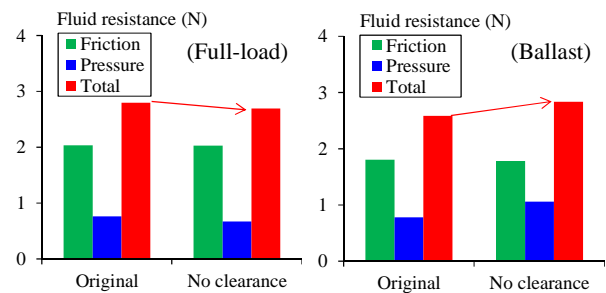 Fluid resistance (N)
4
3
2
1
0
Friction
Pressure
Total
(Full-load)
Original
No clearance
Fluid resistance (N)
4
3
2
1
0
Friction
Pressure
Total
(Ballast)
Original
No clearance